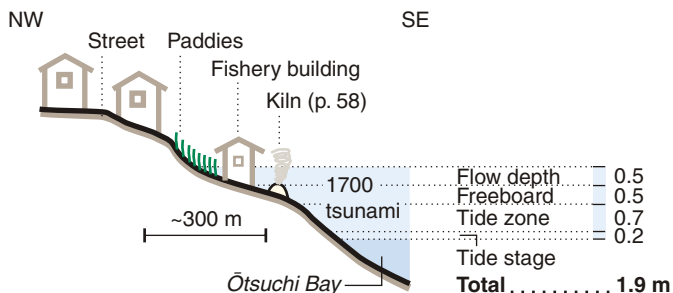 NW
SE
Street Paddies
Fishery building
Kiln (p. 58)
1700
tsunami
~300 m
Ōtsuchi Bay
Flow depth 0.5
Freeboard 0.5
Tide zone 0.7
0.2
Tide stage
Total . . . . . . . . . . 1.9 m